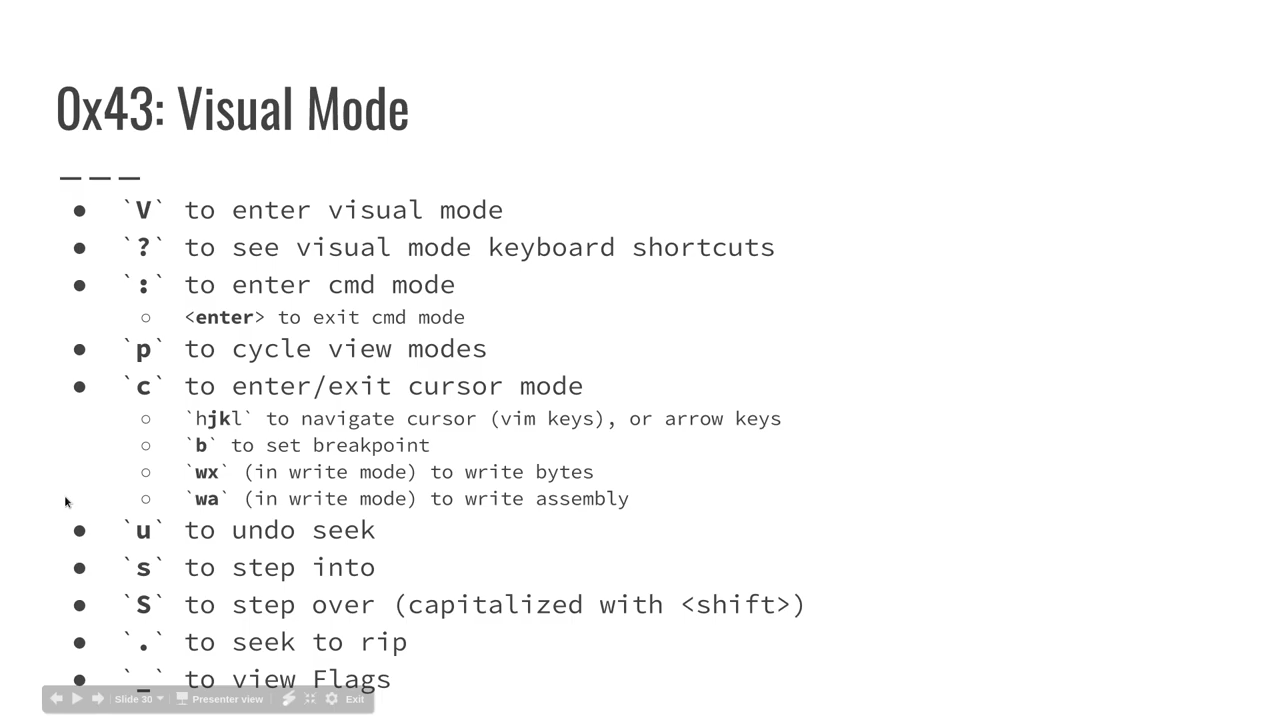 0x43: Visual Mode
● `V` to enter visual mode
● `?` to see visual mode keyboard shortcuts
● `:` to enter cmd mode
○ <enter> to exit cmd mode
● `p` to cycle view modes
● `c` to enter/exit cursor mode
○ `hjkl` to navigate cursor (vim keys), or arrow keys
○ `b` to set breakpoint
○ `wx` (in write mode) to write bytes
○ `wa` (in write mode) to write assembly
● `u` to undo seek
● `s` to step into
● `S` to step over (capitalized with <shift>)
● `.` to seek to rip
● `_` to view Flags
Slide 30 Presenter view Exit